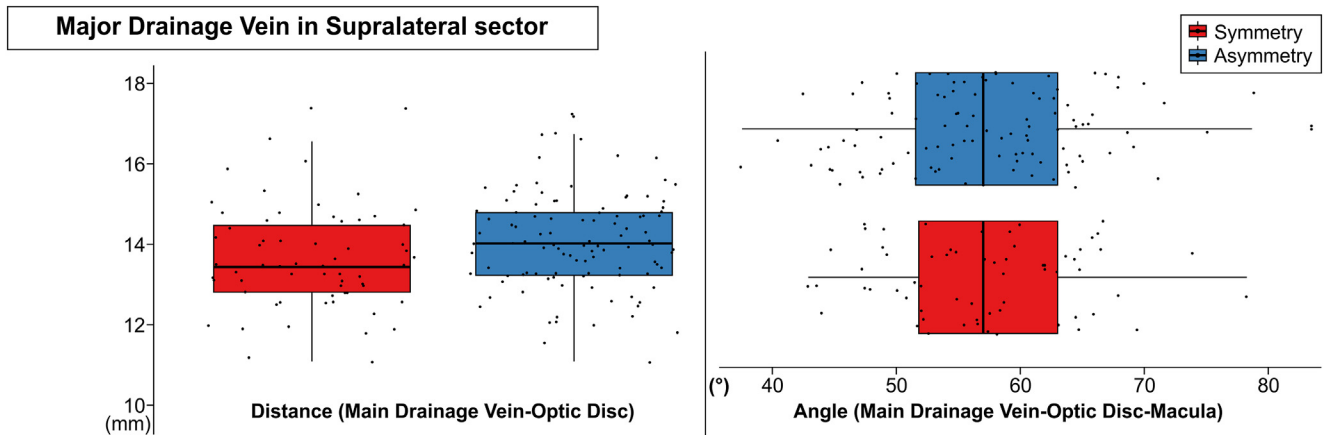 Major Drainage Vein in Supralateral sector
Symmetry
Asymmetry
18
16
14
12
10
(mm)
Distance (Main Drainage Vein-Optic Disc)
(°)
40
50
60
70
80
Angle (Main Drainage Vein-Optic Disc-Macula)